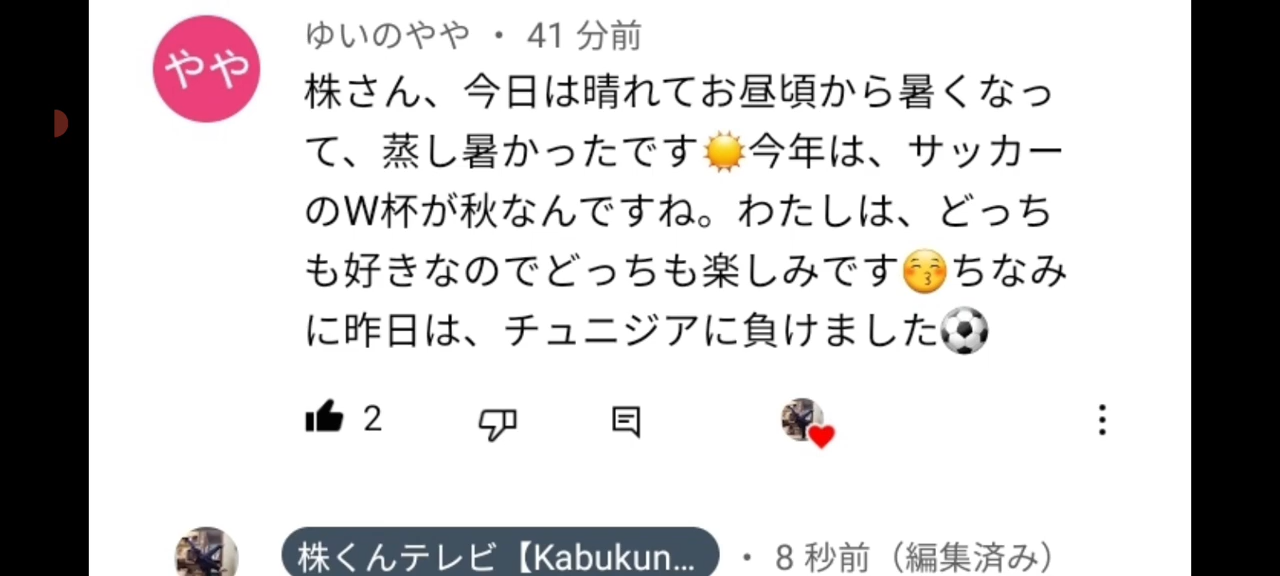 やや
ゆいのやや ・ 41 分前
株さん、今日は晴れてお昼頃から暑くなっ
て、蒸し暑かったです☀️今年は、サッカー
のW杯が秋なんですね。わたしは、どっち
も好きなのでどっちも楽しみです😚ちなみ
に昨日は、チュニジアに負けました⚽
2
株くんテレビ【Kabukun... ・ 8 秒前（編集済み）